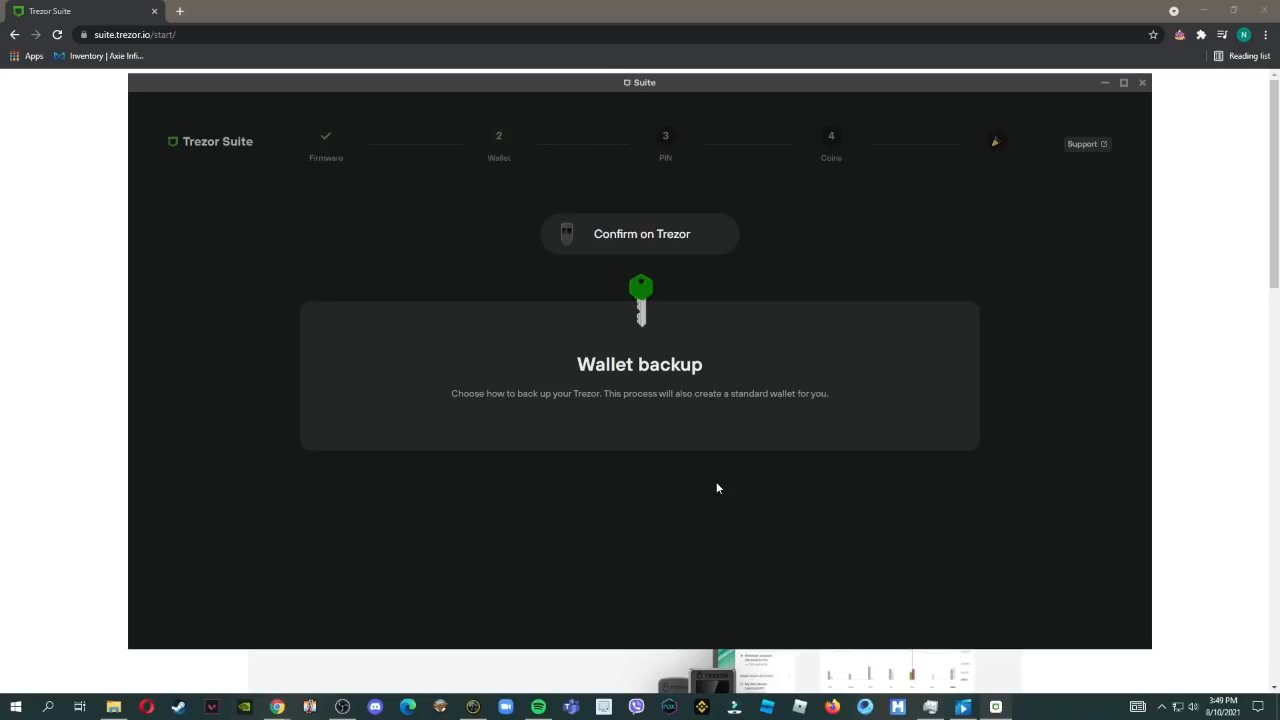 Trezor Suite
suite.trezor.io/start/
N
Apps
Inventory | Axie Infi...
Reading list
Suite
Trezor Suite
Firmware
2
Wallet
3
PIN
4
Coins
Support
Confirm on Trezor
Wallet backup
Choose how to back up your Trezor. This process will also create a standard wallet for you.
3:49 PM
8/10/2021